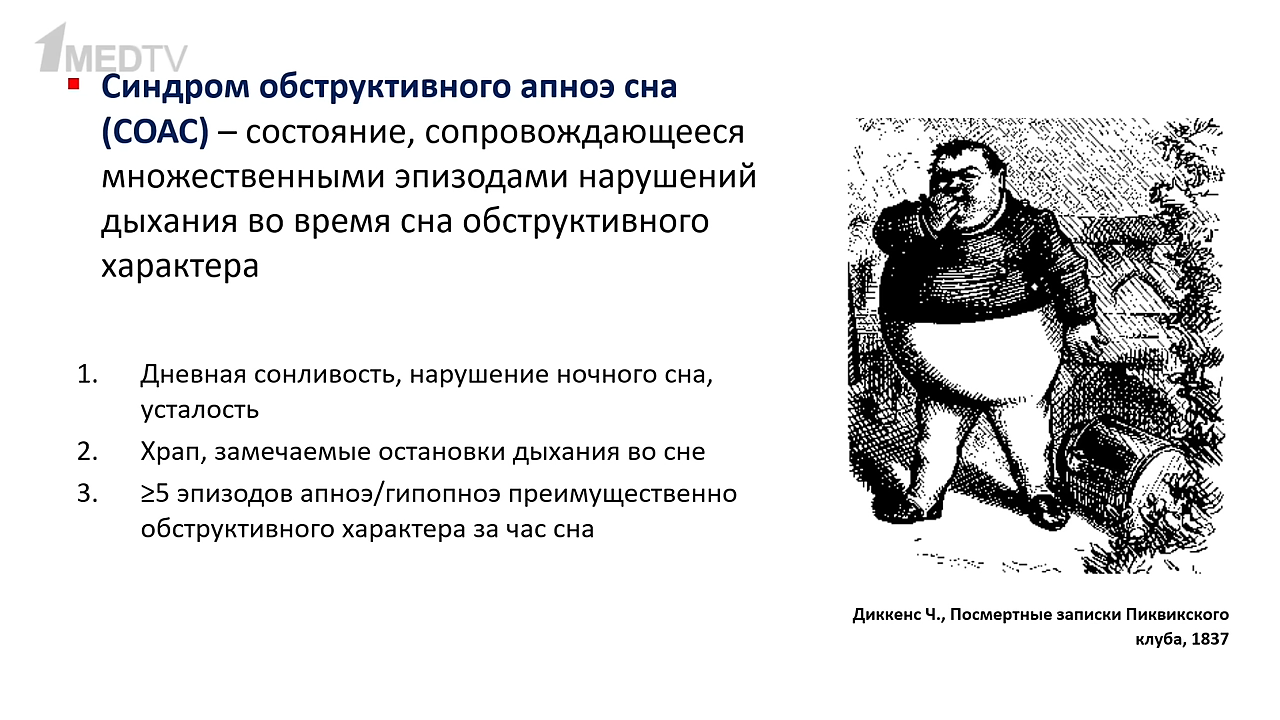 1MEDTV
Синдром обструктивного апноэ сна
(СОАС) – состояние, сопровождающееся
множественными эпизодами нарушений
дыхания во время сна обструктивного
характера
1. Дневная сонливость, нарушение ночного сна,
усталость
2. Храп, замечаемые остановки дыхания во сне
3. ≥5 эпизодов апноэ/гипопноэ преимущественно
обструктивного характера за час сна
Диккенс Ч., Посмертные записки Пиквикского
клуба, 1837